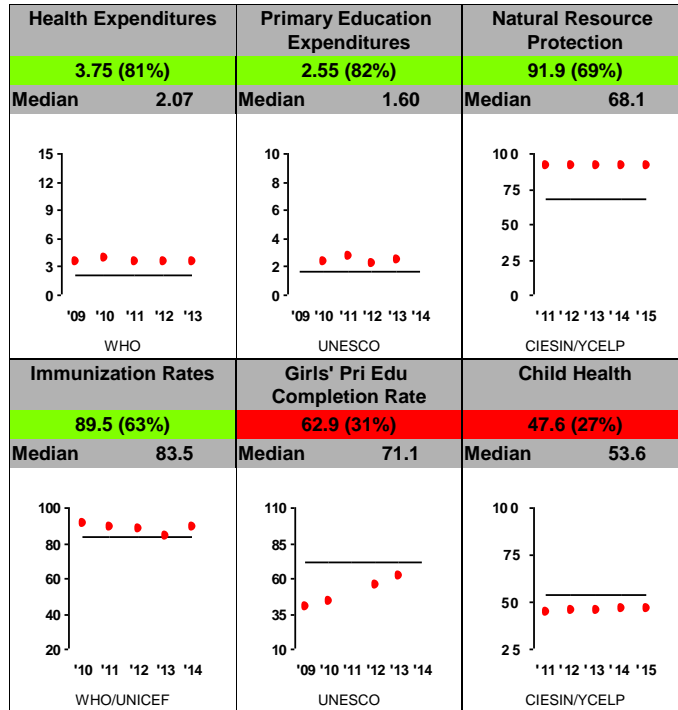 Health Expenditures
3.75 (81%)
Median 2.07
15
12
9
6
3
0
'09 '10 '11 '12 '13
WHO
Primary Education
Expenditures
2.55 (82%)
Median 1.60
10
8
6
4
2
0
'09 '10 '11 '12 '13 '14
UNESCO
Natural Resource
Protection
91.9 (69%)
Median 68.1
100
75
50
25
0
'11 '12 '13 '14 '15
CIESIN/YCELP
Immunization Rates
89.5 (63%)
Median 83.5
100
80
60
40
20
'10 '11 '12 '13 '14
WHO/UNICEF
Girls' Pri Edu
Completion Rate
62.9 (31%)
Median 71.1
110
85
60
35
10
'09 '10 '11 '12 '13 '14
UNESCO
Child Health
47.6 (27%)
Median 53.6
100
75
50
25
'11 '12 '13 '14 '15
CIESIN/YCELP